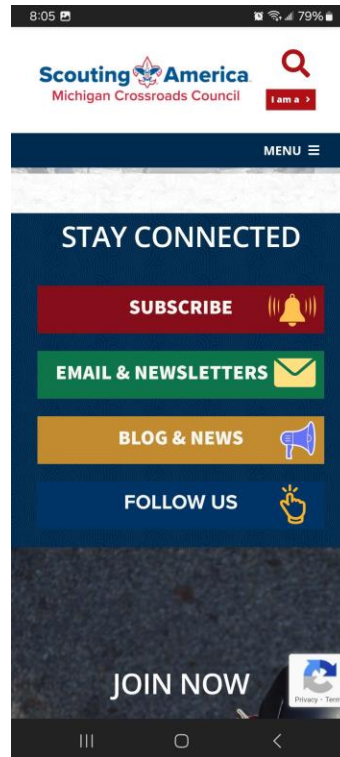 8:05
79%
Scouting America
Michigan Crossroads Council
I am a >
MENU
STAY CONNECTED
SUBSCRIBE
EMAIL & NEWSLETTERS
BLOG & NEWS
FOLLOW US
JOIN NOW
Privacy - Term